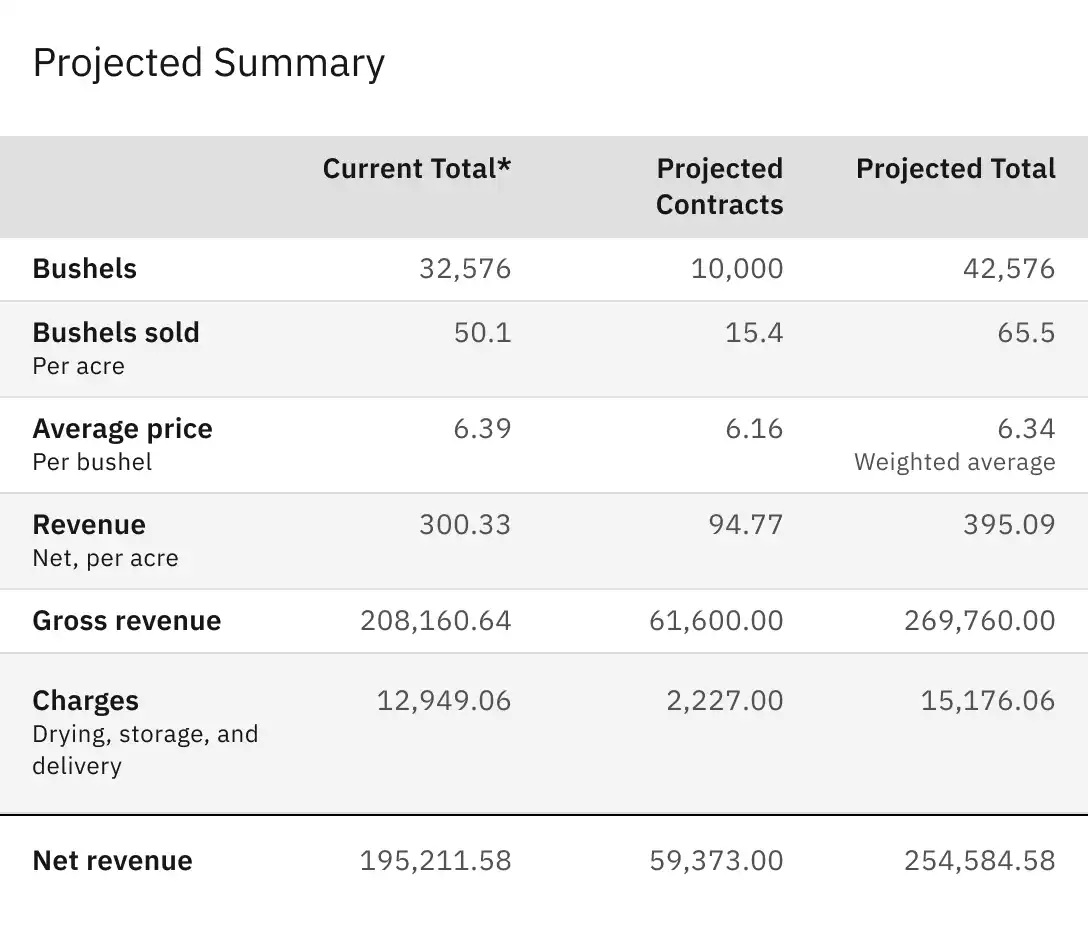 Projected Summary
Current Total* Projected Contracts Projected Total
Bushels 32,576 10,000 42,576
Bushels sold 50.1 15.4 65.5
Per acre
Average price 6.39 6.16 6.34
Per bushel Weighted average
Revenue 300.33 94.77 395.09
Net, per acre
Gross revenue 208,160.64 61,600.00 269,760.00
Charges 12,949.06 2,227.00 15,176.06
Drying, storage, and
delivery
Net revenue 195,211.58 59,373.00 254,584.58